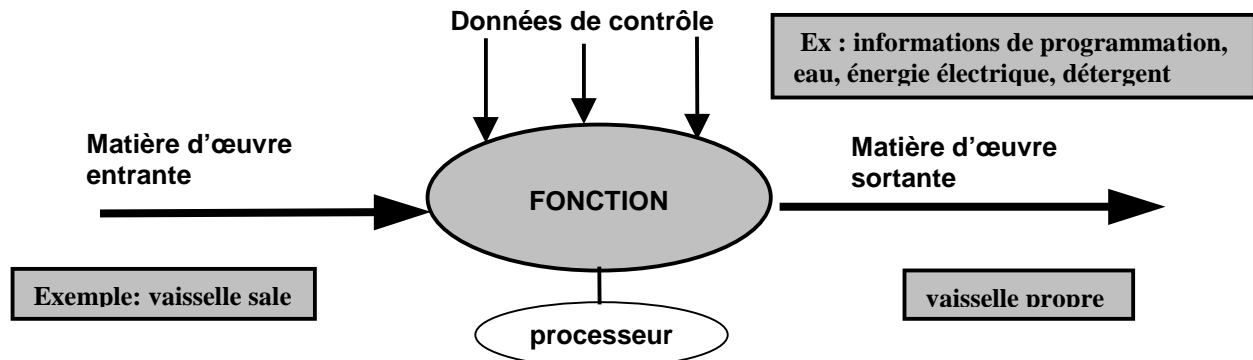 Données de contrôle
Ex : informations de programmation,
eau, énergie électrique, détergent
Matière d'œuvre
entrante
Matière d'œuvre
sortante
FONCTION
Exemple: vaisselle sale
vaisselle propre
processeur